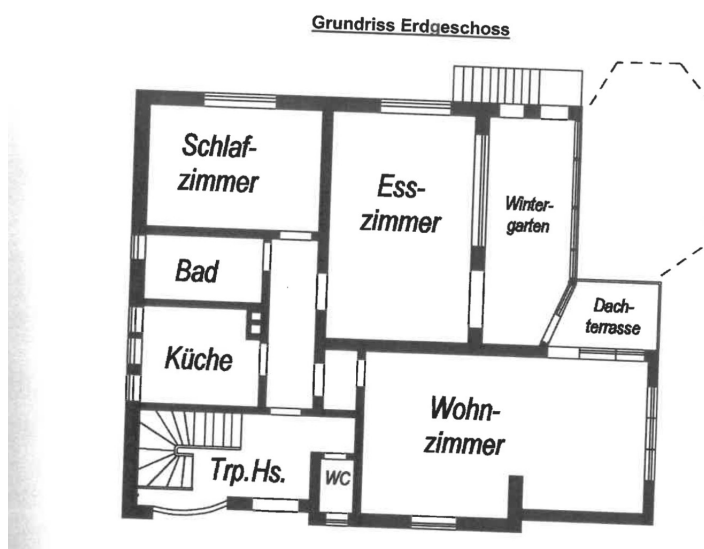 Grundriss Erdgeschoss
Schlaf-
zimmer
Ess-
zimmer
Winter-
garten
Bad
Dach-
terrasse
Küche
Wohn-
zimmer
Trp.Hs.
WC